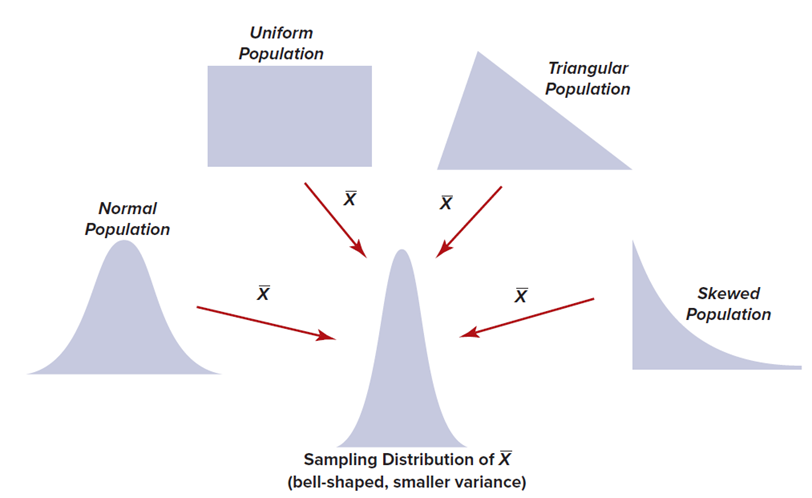 Uniform
Population
Triangular
Population
X̅
X̅
Normal
Population
X̅
X̅
Skewed
Population
Sampling Distribution of X̅
(bell-shaped, smaller variance)